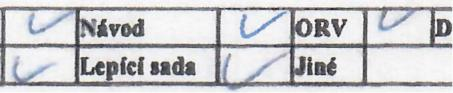 ✓ Návod ✓ ORV ✓ D
✓ Lepící sada ✓ Jiné